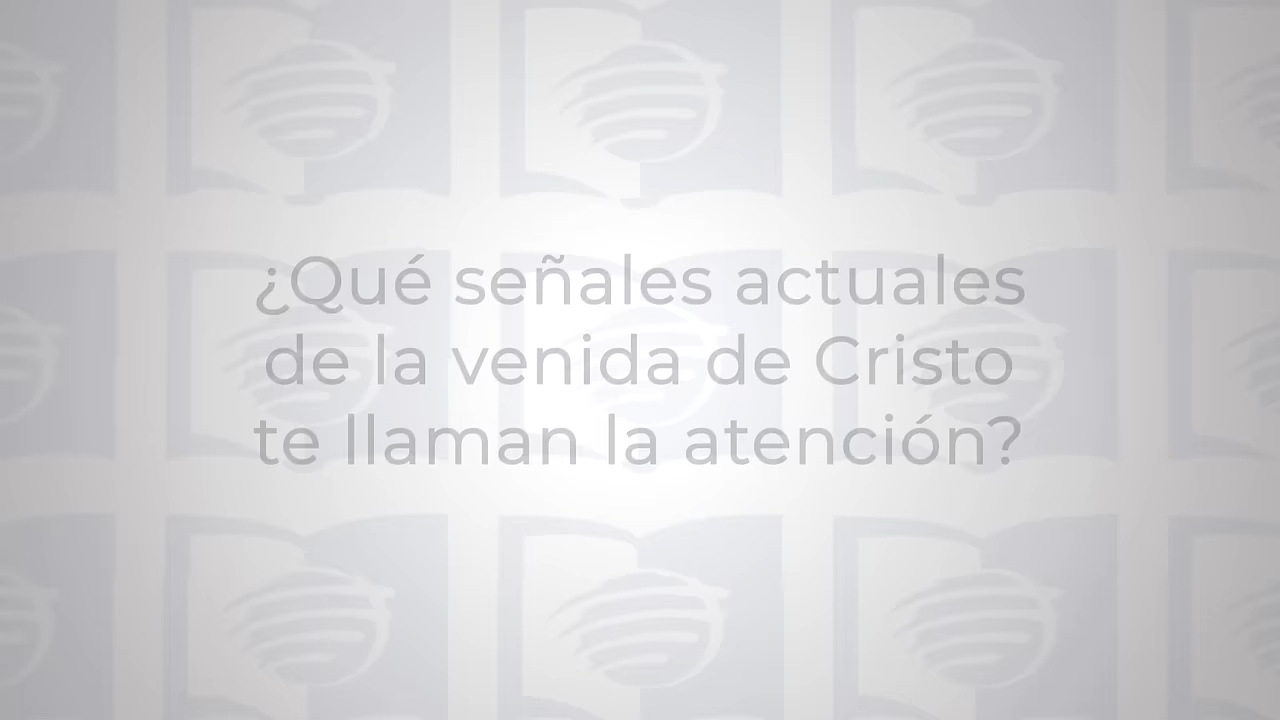 ¿Qué señales actuales
de la venida de Cristo
te llaman la atención?